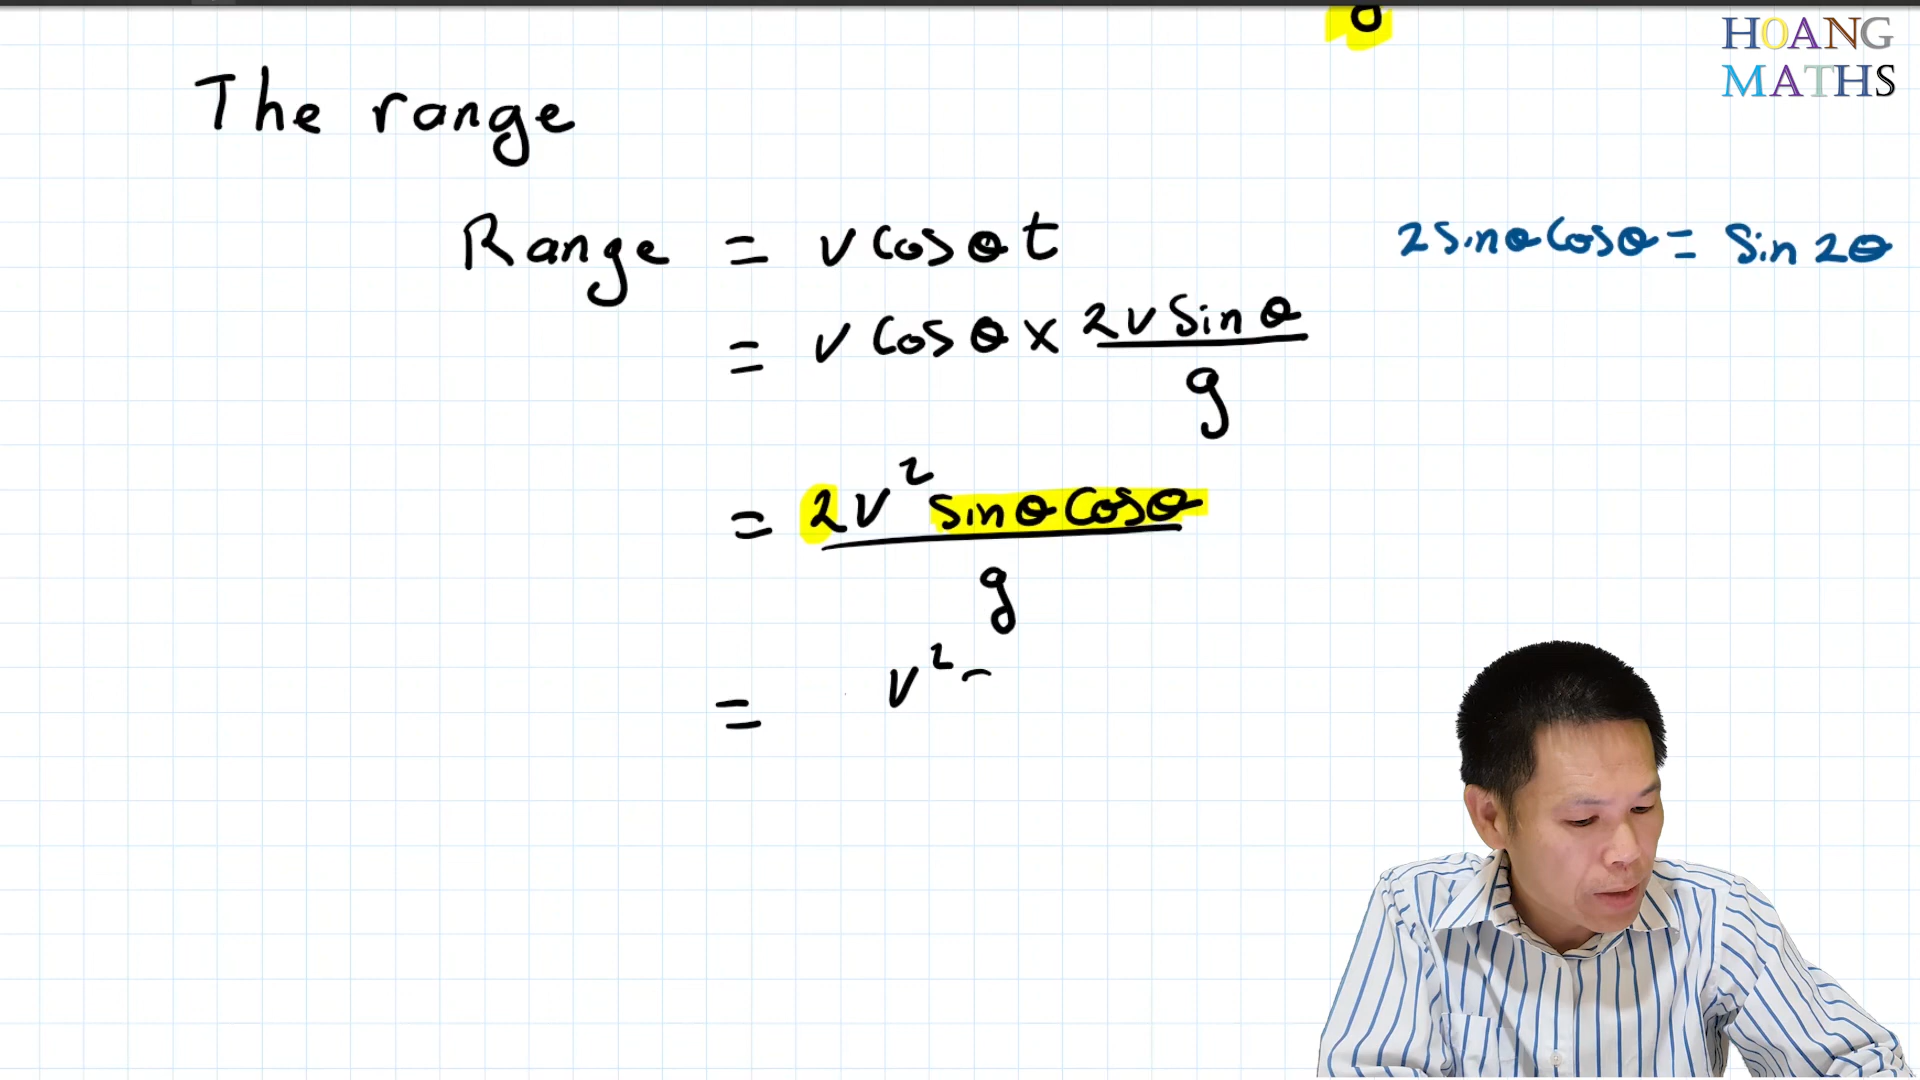 HOANG
MATHS
The range
Range = v cos θ t
2 sin θ cos θ = sin 2θ
= v cos θ × 2v sin θ
g
= 2v² sin θ cos θ
g
= v²